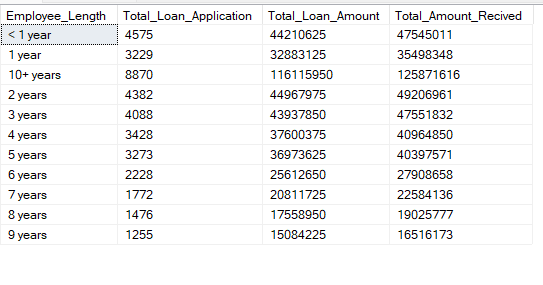 Employee_Length Total_Loan_Application Total_Loan_Amount Total_Amount_Recived
< 1 year 4575 44210625 47545011
1 year 3229 32883125 35498348
10+ years 8870 116115950 125871616
2 years 4382 44967975 49206961
3 years 4088 43937850 47551832
4 years 3428 37600375 40964850
5 years 3273 36973625 40397571
6 years 2228 25612650 27908658
7 years 1772 20811725 22584136
8 years 1476 17558950 19025777
9 years 1255 15084225 16516173